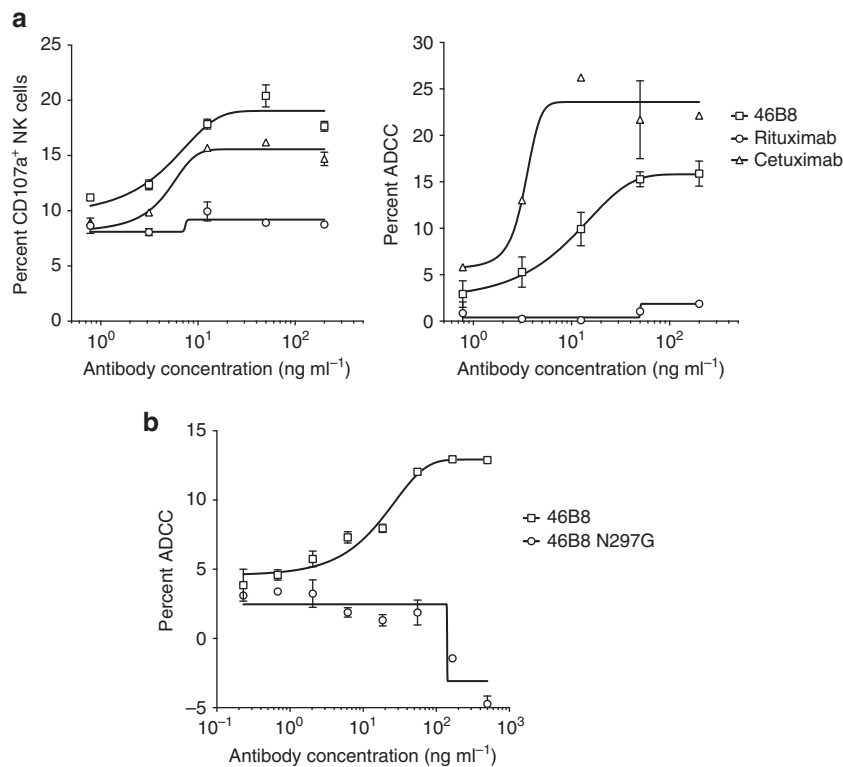 a
25
20
15
10
5
0
Percent CD107a⁺ NK cells
10⁰
10¹
10²
Antibody concentration (ng ml⁻¹)
30
25
20
15
10
5
0
Percent ADCC
10⁰
10¹
10²
Antibody concentration (ng ml⁻¹)
46B8
Rituximab
Cetuximab
b
15
10
5
0
−5
Percent ADCC
10⁻¹
10⁰
10¹
10²
10³
Antibody concentration (ng ml⁻¹)
46B8
46B8 N297G